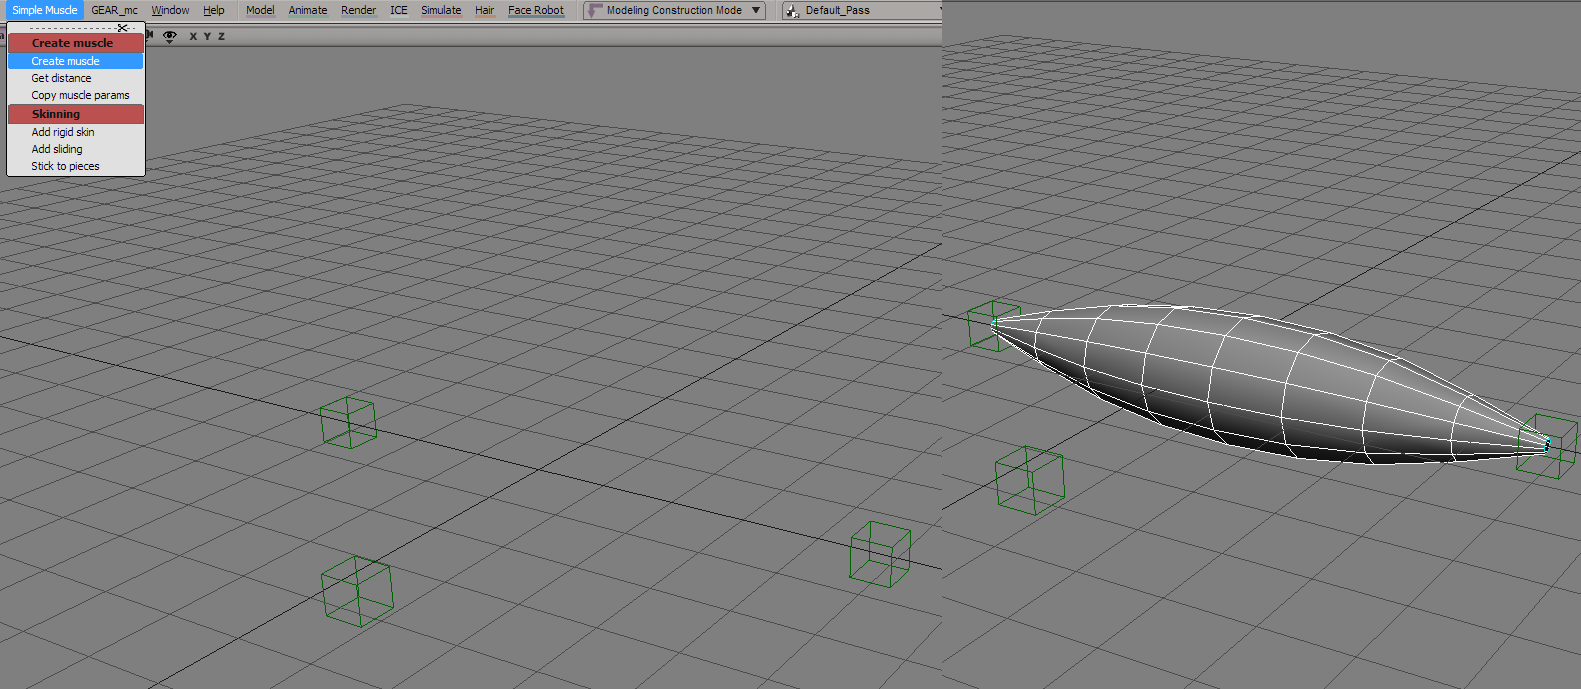 Simple Muscle GEAR_mc Window Help Model Animate Render ICE Simulate Hair Face Robot Modeling Construction Mode Default_Pass
X Y Z
Create muscle
Create muscle
Get distance
Copy muscle params
Skinning
Add rigid skin
Add sliding
Stick to pieces